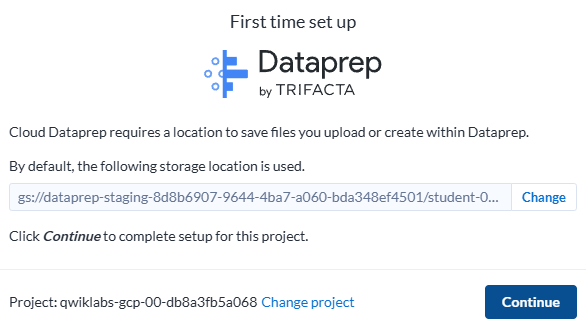 First time set up
Dataprep
by TRIFACTA
Cloud Dataprep requires a location to save files you upload or create within Dataprep.
By default, the following storage location is used.
gs://dataprep-staging-8d8b6907-9644-4ba7-a060-bda348ef4501/student-0... Change
Click Continue to complete setup for this project.
Project: qwiklabs-gcp-00-db8a3fb5a068 Change project Continue